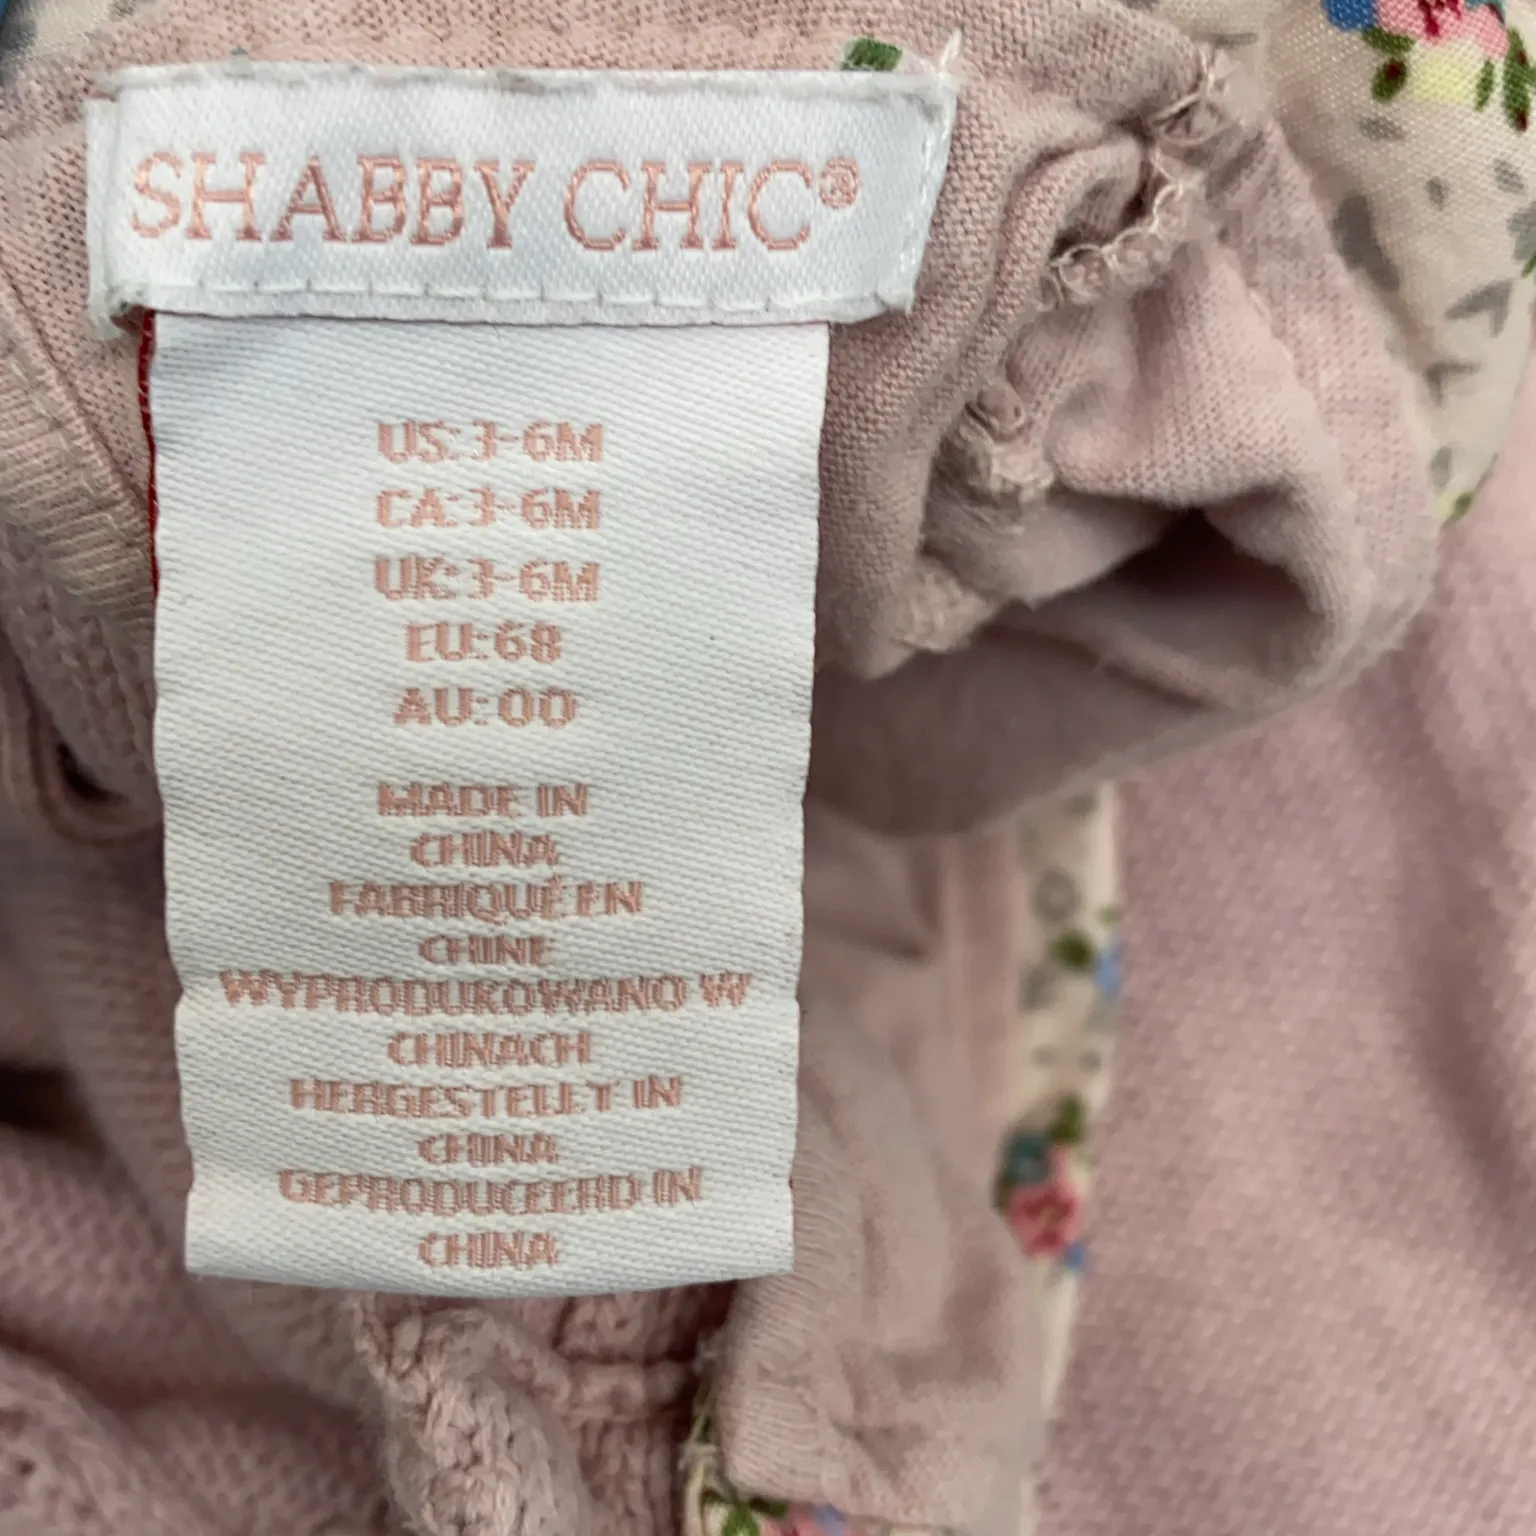 SHABBY CHIC®
US:3-6M
CA:3-6M
UK:3-6M
EU:68
AU:00
MADE IN
CHINA
FABRIQUÉ EN
CHINE
WYPRODUKOWANO W
CHINACH
HERGESTELLT IN
CHINA
GEPRODUCEERD IN
CHINA